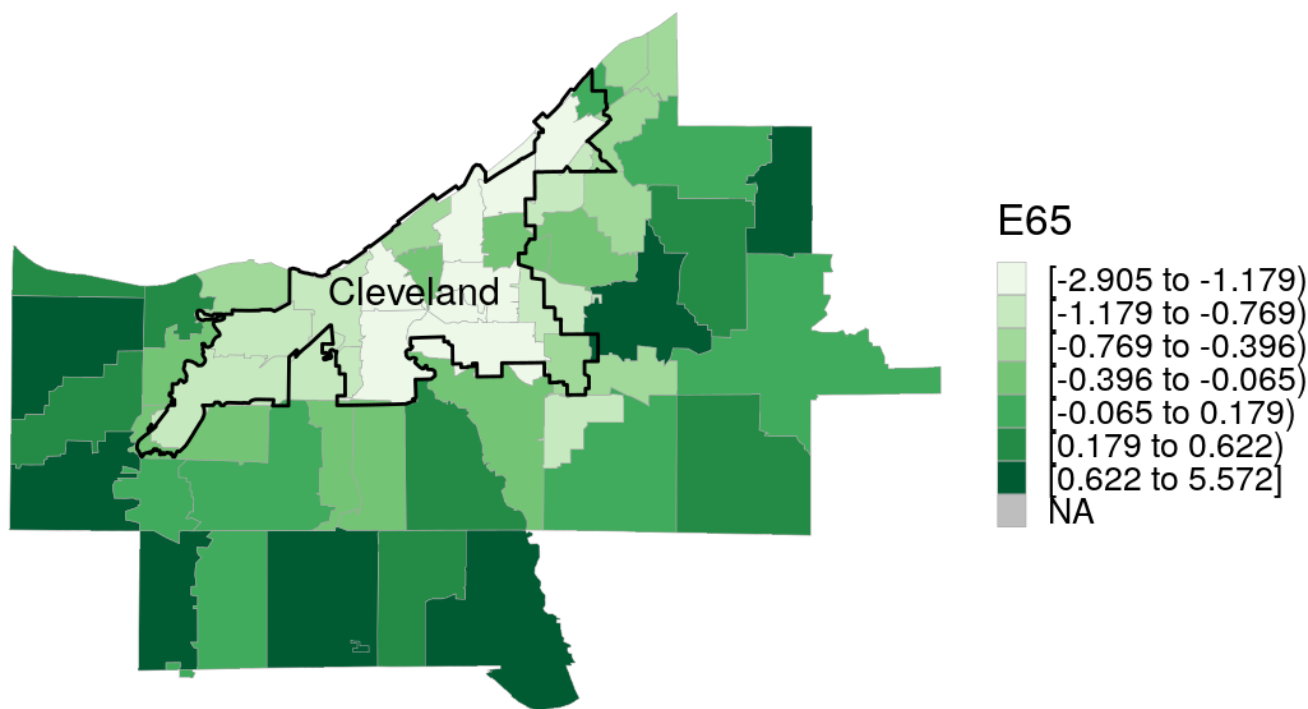 Cleveland
E65
[-2.905 to -1.179)
[-1.179 to -0.769)
[-0.769 to -0.396)
[-0.396 to -0.065)
[-0.065 to 0.179)
[0.179 to 0.622)
[0.622 to 5.572]
NA